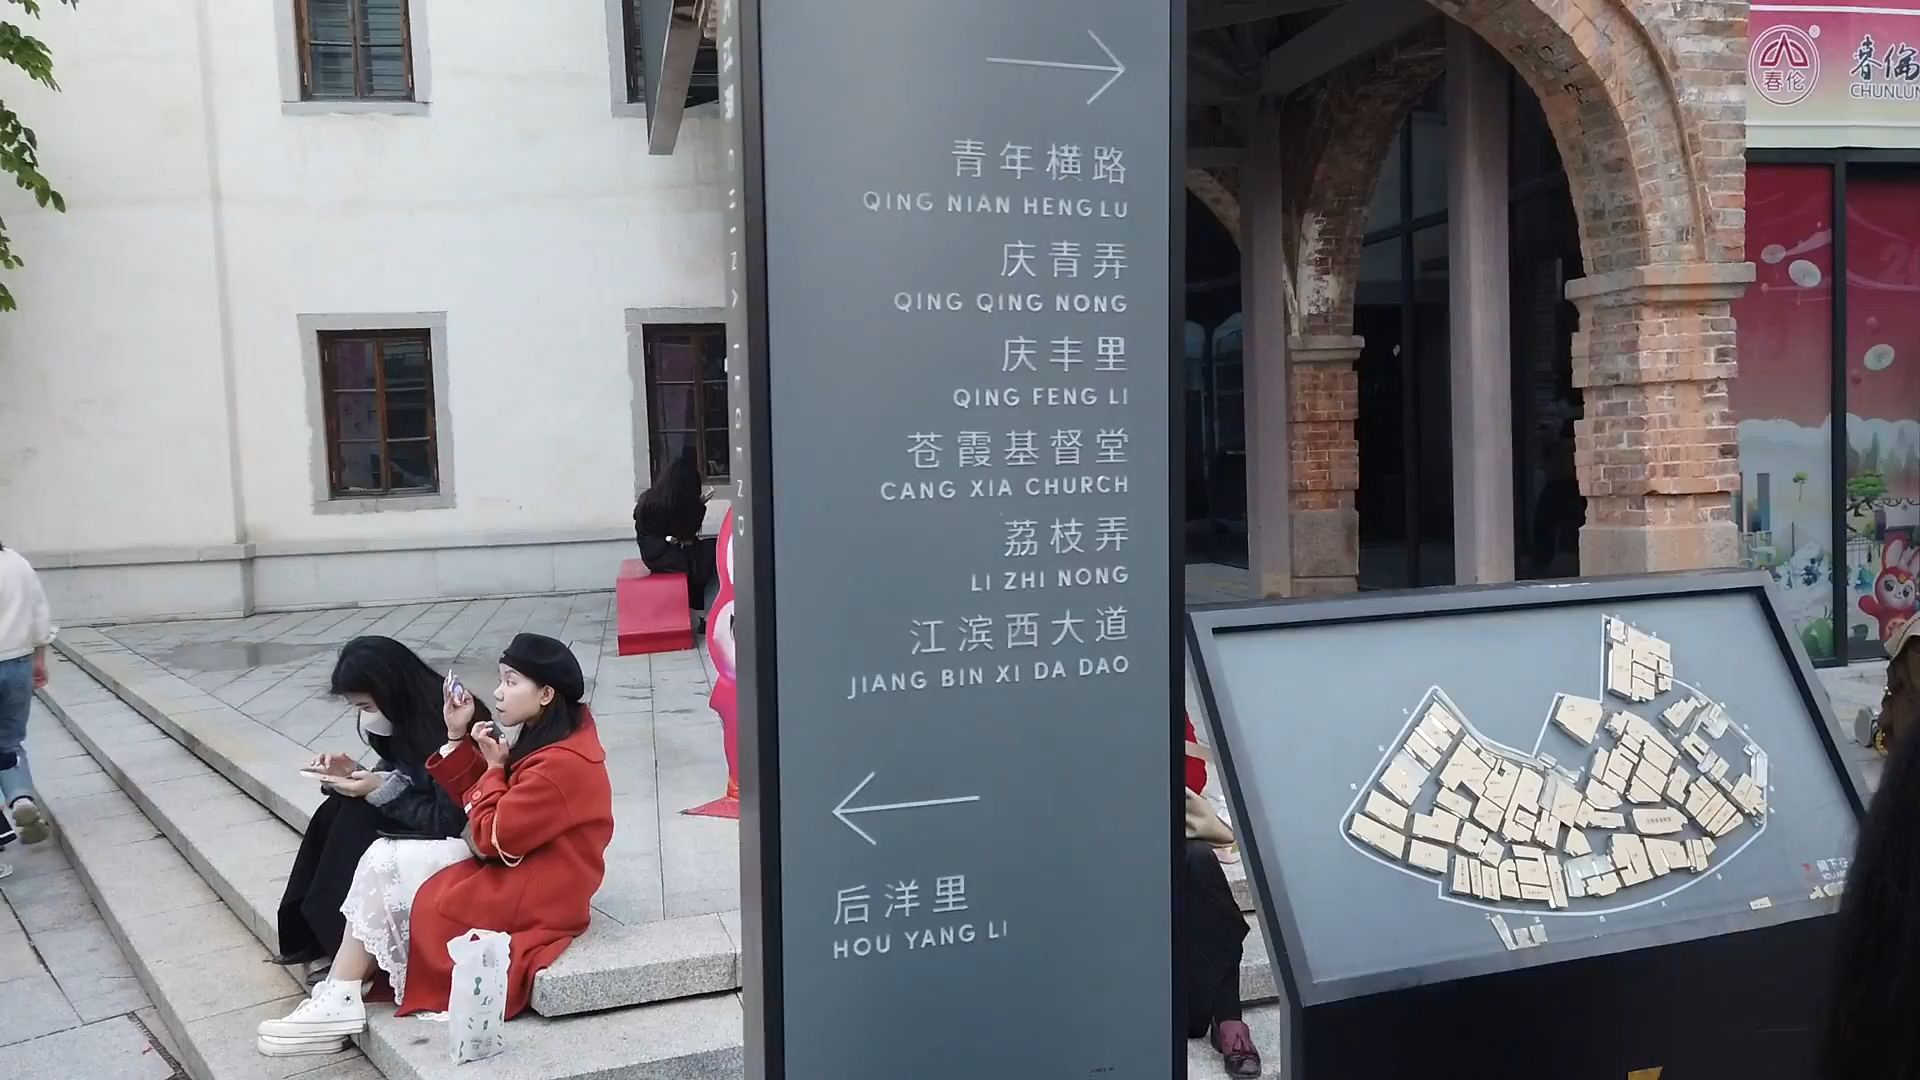 青年横路
QING NIAN HENG LU
庆青弄
QING QING NONG
庆丰里
QING FENG LI
苍霞基督堂
CANG XIA CHURCH
荔枝弄
LI ZHI NONG
江滨西大道
JIANG BIN XI DA DAO
后洋里
HOU YANG LI
春伦
春倫
CHUNLUN